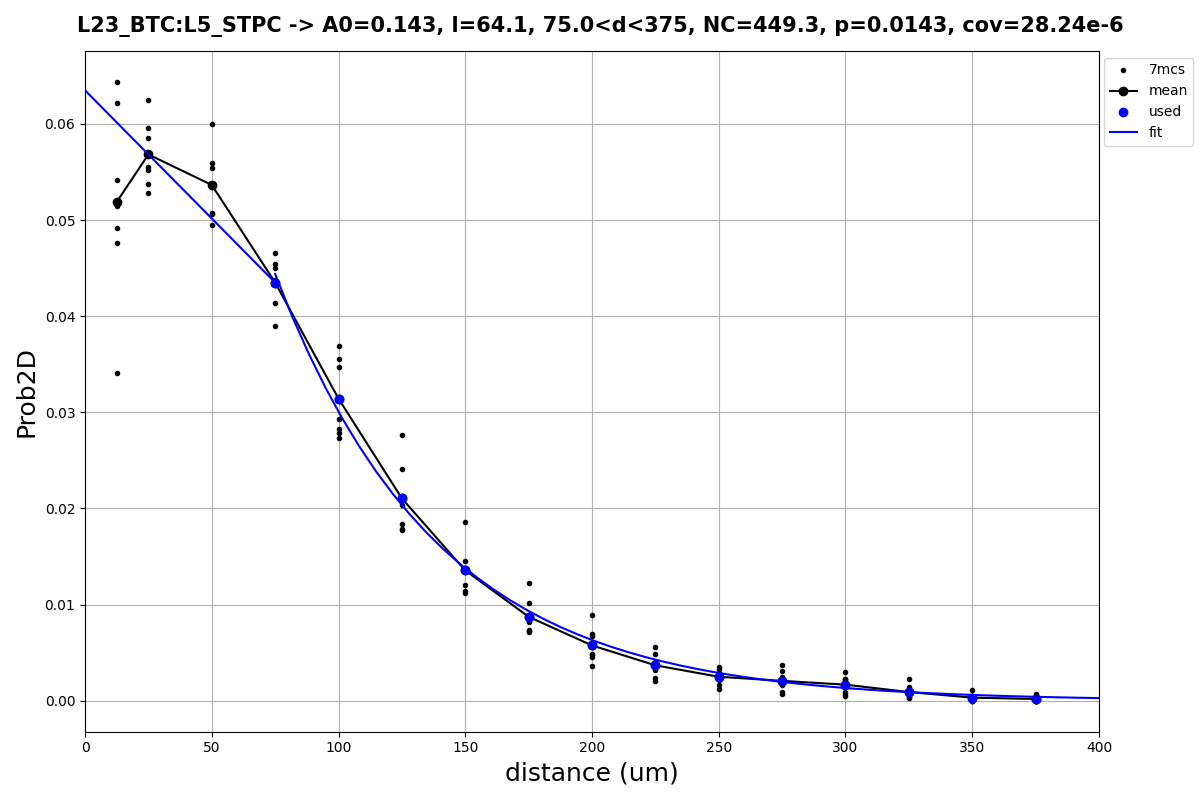 L23_BTC:L5_STPC -> A0=0.143, l=64.1, 75.0<d<375, NC=449.3, p=0.0143, cov=28.24e-6
7mcs
mean
used
fit
0.06
0.05
0.04
0.03
0.02
0.01
0.00
Prob2D
0 50 100 150 200 250 300 350 400
distance (um)